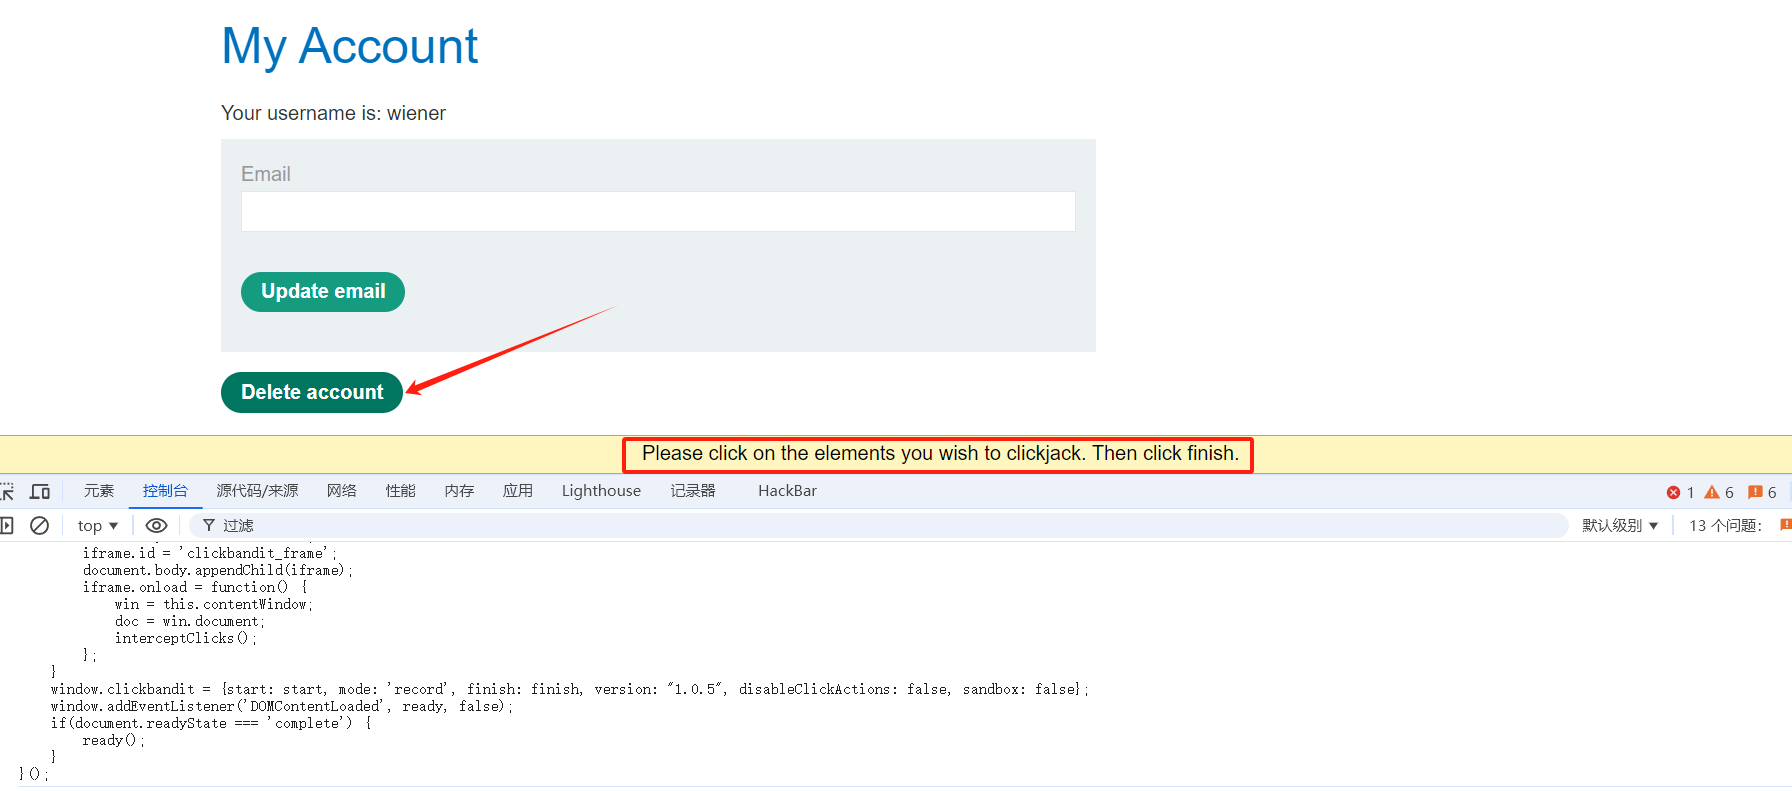 My Account
Your username is: wiener
Email
Update email
Delete account
Please click on the elements you wish to clickjack. Then click finish.
元素 控制台 源代码/来源 网络 性能 内存 应用 Lighthouse 记录器 HackBar 1 6 6
top 过滤 默认级别 13 个问题:
iframe.id = 'clickbandit_frame';
document.body.appendChild(iframe);
iframe.onload = function() {
win = this.contentWindow;
doc = win.document;
interceptClicks();
};
}
window.clickbandit = {start: start, mode: 'record', finish: finish, version: "1.0.5", disableClickActions: false, sandbox: false};
window.addEventListener('DOMContentLoaded', ready, false);
if(document.readyState === 'complete') {
ready();
}
}();